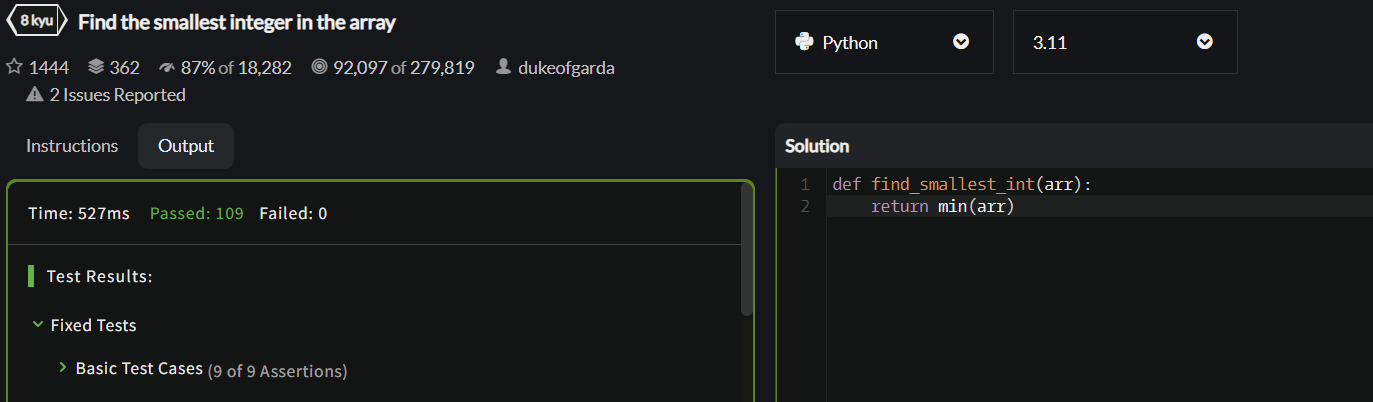 8 kyu Find the smallest integer in the array
1444 362 87% of 18,282 92,097 of 279,819 dukeofgarda
2 Issues Reported
Python 3.11
Instructions Output
Time: 527ms Passed: 109 Failed: 0
Test Results:
Fixed Tests
Basic Test Cases (9 of 9 Assertions)
Solution
1 def find_smallest_int(arr):
2 return min(arr)